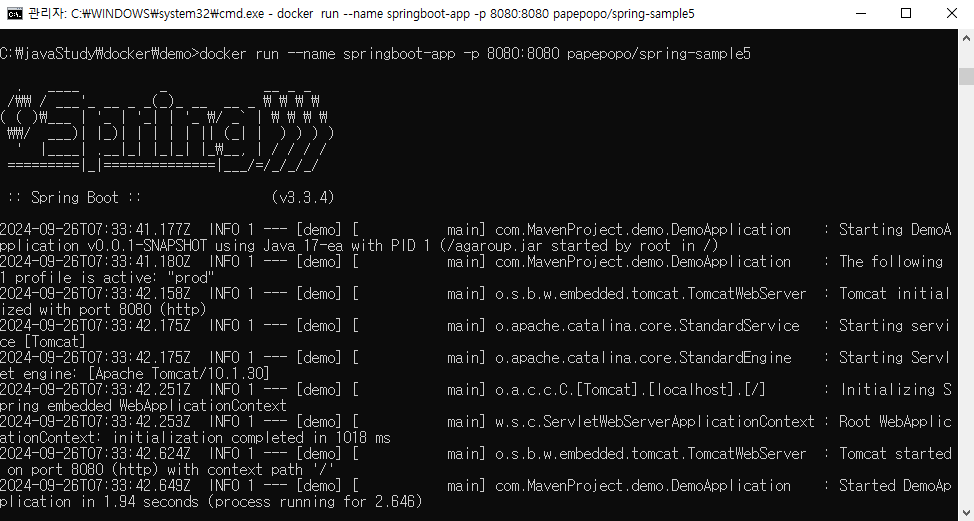 관리자: C:₩WINDOWS₩system32₩cmd.exe - docker  run --name springboot-app -p 8080:8080 papepopo/spring-sample5
C:₩javaStudy₩docker₩demo>docker run --name springboot-app -p 8080:8080 papepopo/spring-sample5
  .   ____          _            __ _ _
 /₩₩ / ___'_ __ _ _(_)_ __  __ _ ₩ ₩ ₩ ₩
( ( )₩___ | '_ | '_| | '_ ₩/ _` | ₩ ₩ ₩ ₩
 ₩₩/  ___)| |_)| | | | | || (_| |  ) ) ) )
  '  |____| .__|_| |_|_| |_₩__, | / / / /
 =========|_|==============|___/=/_/_/_/
 :: Spring Boot ::                (v3.3.4)
2024-09-26T07:33:41.177Z  INFO 1 --- [demo] [           main] com.MavenProject.demo.DemoApplication    : Starting DemoA
pplication v0.0.1-SNAPSHOT using Java 17-ea with PID 1 (/agaroup.jar started by root in /)
2024-09-26T07:33:41.180Z  INFO 1 --- [demo] [           main] com.MavenProject.demo.DemoApplication    : The following
1 profile is active: "prod"
2024-09-26T07:33:42.158Z  INFO 1 --- [demo] [           main] o.s.b.w.embedded.tomcat.TomcatWebServer  : Tomcat initial
ized with port 8080 (http)
2024-09-26T07:33:42.175Z  INFO 1 --- [demo] [           main] o.apache.catalina.core.StandardService   : Starting servi
ce [Tomcat]
2024-09-26T07:33:42.175Z  INFO 1 --- [demo] [           main] o.apache.catalina.core.StandardEngine    : Starting Servl
et engine: [Apache Tomcat/10.1.30]
2024-09-26T07:33:42.251Z  INFO 1 --- [demo] [           main] o.a.c.c.C.[Tomcat].[localhost].[/]       : Initializing S
pring embedded WebApplicationContext
2024-09-26T07:33:42.253Z  INFO 1 --- [demo] [           main] w.s.c.ServletWebServerApplicationContext : Root WebApplic
ationContext: initialization completed in 1018 ms
2024-09-26T07:33:42.624Z  INFO 1 --- [demo] [           main] o.s.b.w.embedded.tomcat.TomcatWebServer  : Tomcat started
 on port 8080 (http) with context path '/'
2024-09-26T07:33:42.649Z  INFO 1 --- [demo] [           main] com.MavenProject.demo.DemoApplication    : Started DemoAp
plication in 1.94 seconds (process running for 2.646)